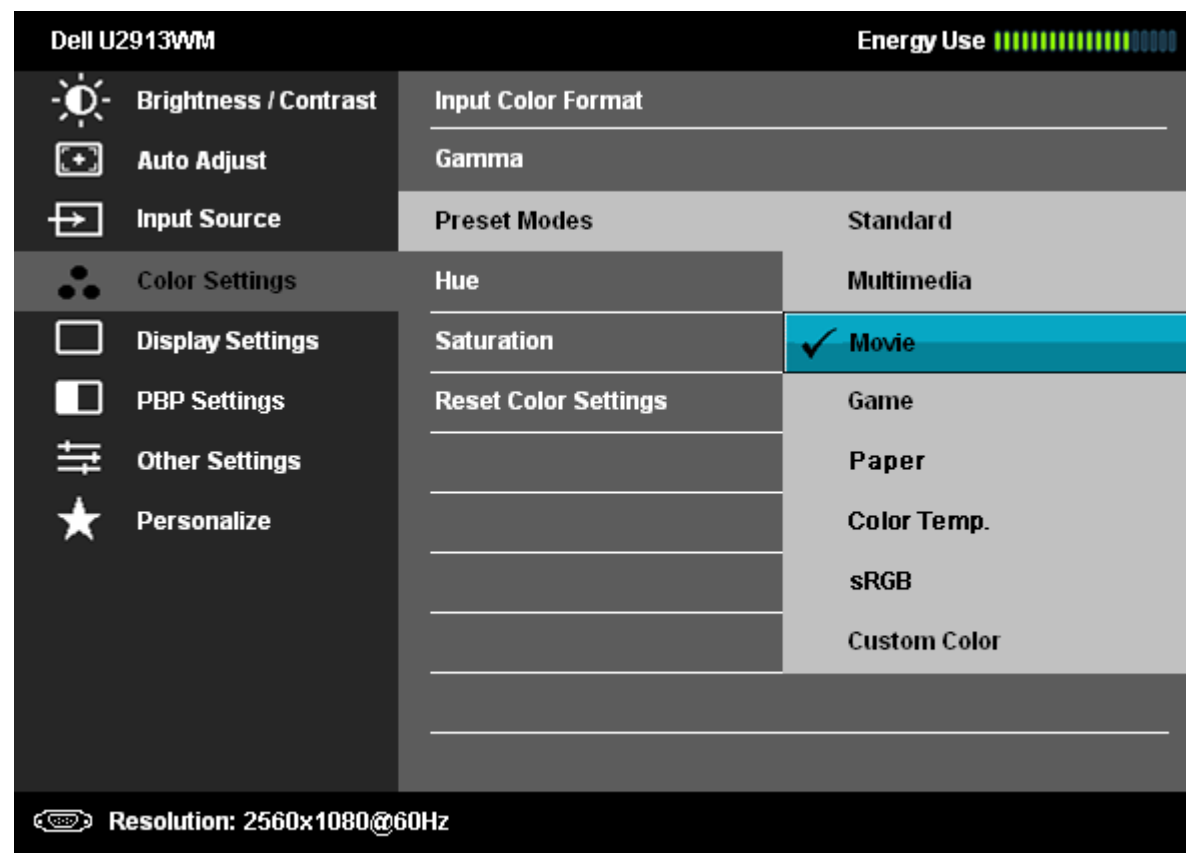 Dell U2913WM Energy Use
Brightness / Contrast Input Color Format
Auto Adjust Gamma
Input Source Preset Modes Standard
Color Settings Hue Multimedia
Display Settings Saturation Movie
PBP Settings Reset Color Settings Game
Other Settings Paper
Personalize Color Temp.
sRGB
Custom Color
Resolution: 2560x1080@60Hz